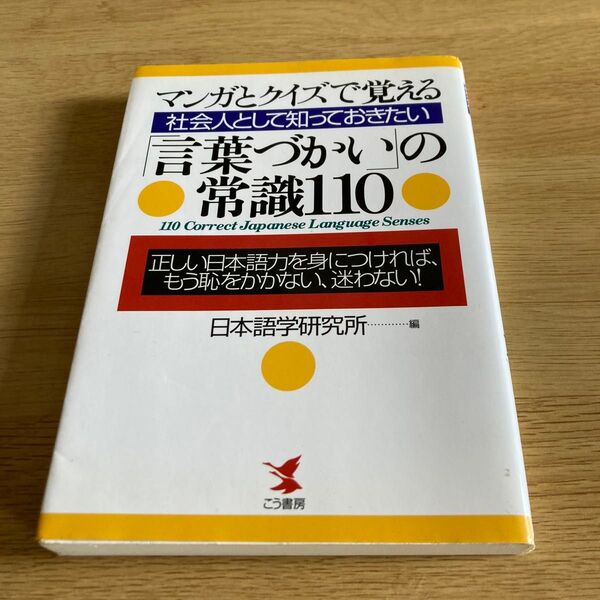 マンガとクイズで覚える
社会人として知っておきたい
「言葉づかい」の
常識110
110 Correct Japanese Language Senses
正しい日本語力を身につければ、
もう恥をかかない、迷わない!
日本語学研究所…………編
こう書房